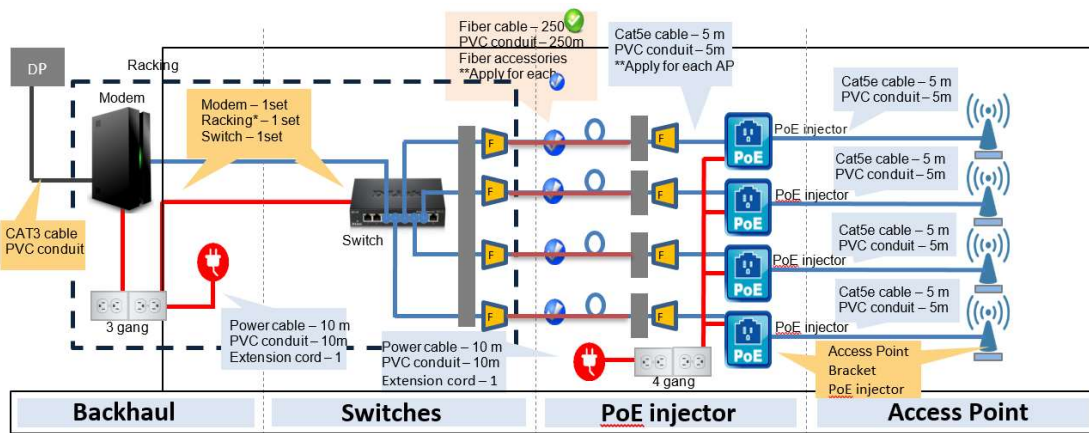 DP
Racking
Modem
CAT3 cable
PVC conduit
Modem – 1set
Racking* – 1 set
Switch – 1set
Switch
3 gang
Power cable – 10 m
PVC conduit – 10m
Extension cord – 1
Fiber cable – 250
PVC conduit – 250m
Fiber accessories
**Apply for each
F
F
F
F
Power cable – 10 m
PVC conduit – 10m
Extension cord – 1
Cat5e cable – 5 m
PVC conduit – 5m
**Apply for each AP
F
F
F
F
4 gang
PoE
PoE
PoE
PoE
Cat5e cable – 5 m
PVC conduit – 5m
PoE injector
Cat5e cable – 5 m
PVC conduit – 5m
PoE injector
Cat5e cable – 5 m
PVC conduit – 5m
PoE injector
Cat5e cable – 5 m
PVC conduit – 5m
PoE injector
Access Point
Bracket
PoE injector
Backhaul
Switches
PoE injector
Access Point